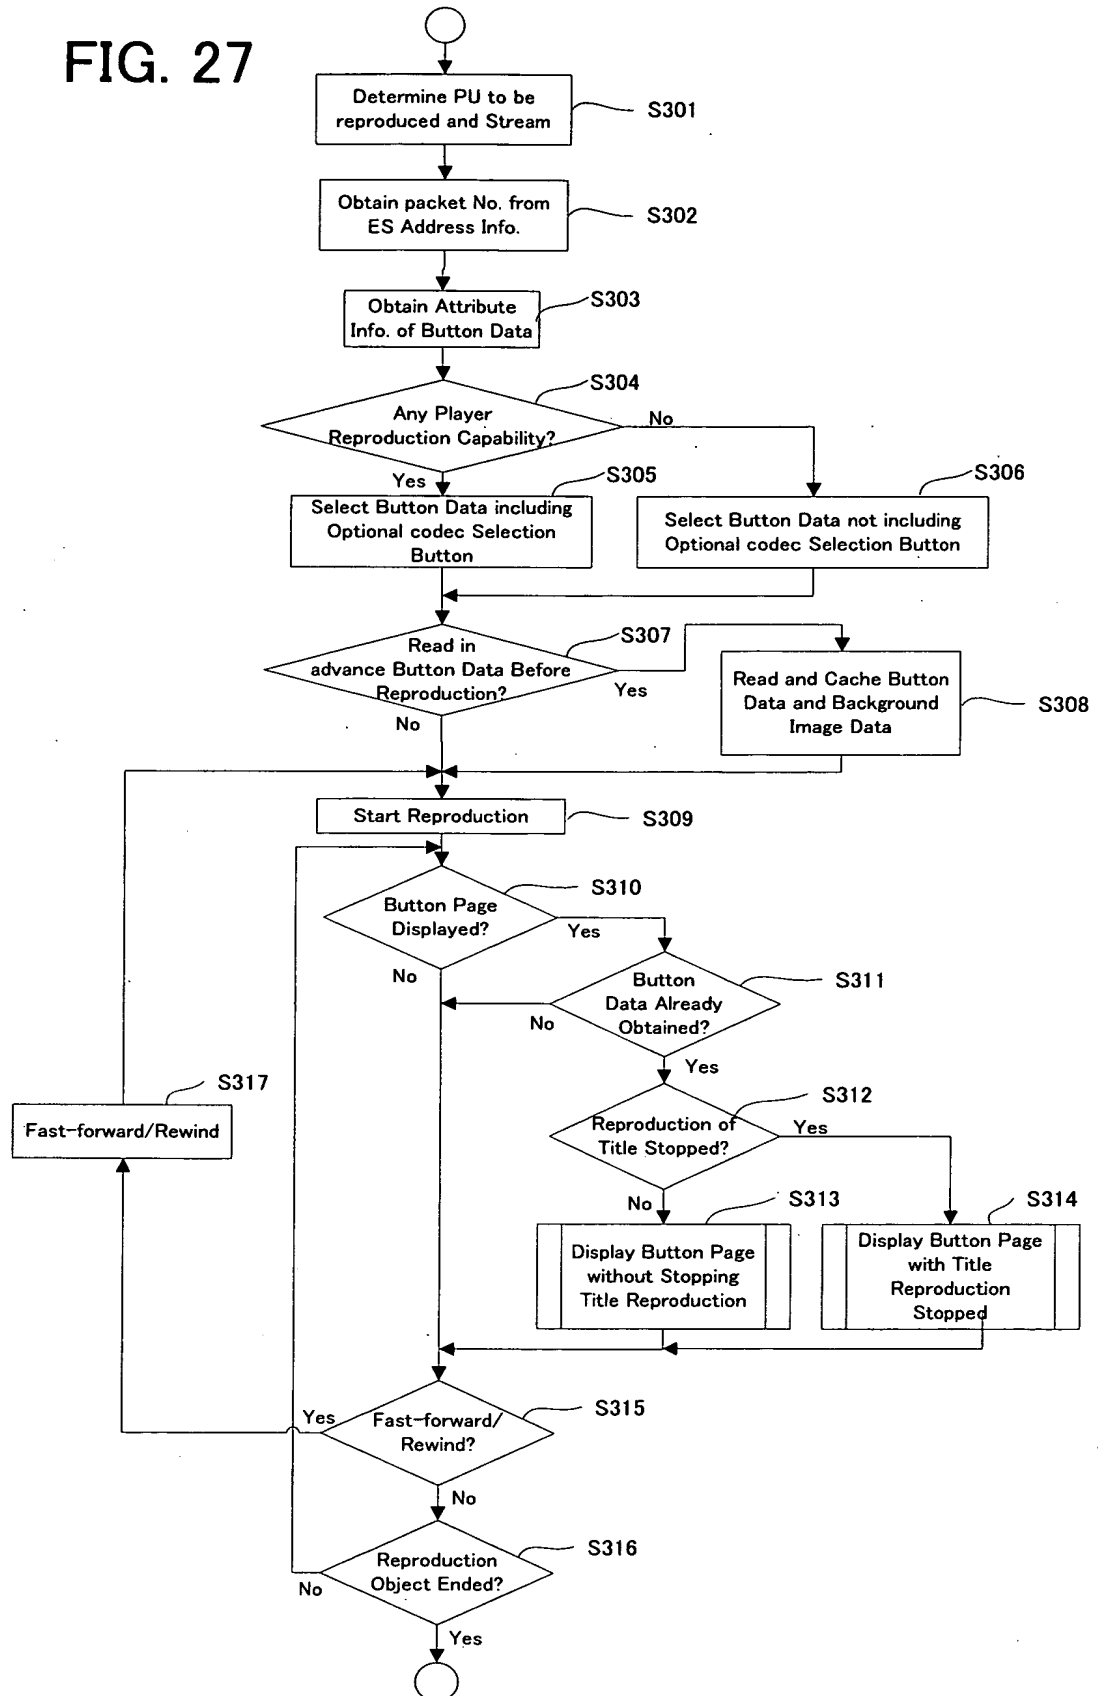 FIG. 27
Determine PU to be
reproduced and Stream
S301
Obtain packet No. from
ES Address Info.
S302
Obtain Attribute
Info. of Button Data
S303
S304
Any Player
Reproduction Capability?
No
Yes
S305
Select Button Data including
Optional codec Selection
Button
S306
Select Button Data not including
Optional codec Selection Button
S307
Read in
advance Button Data Before
Reproduction?
Yes
No
Read and Cache Button
Data and Background
Image Data
S308
Start Reproduction
S309
S310
Button Page
Displayed?
Yes
No
S311
Button
Data Already
Obtained?
No
Yes
S317
Fast-forward/Rewind
S312
Reproduction of
Title Stopped?
Yes
No
S313
Display Button Page
without Stopping
Title Reproduction
S314
Display Button Page
with Title
Reproduction
Stopped
S315
Fast-forward/
Rewind?
Yes
No
S316
Reproduction
Object Ended?
No
Yes